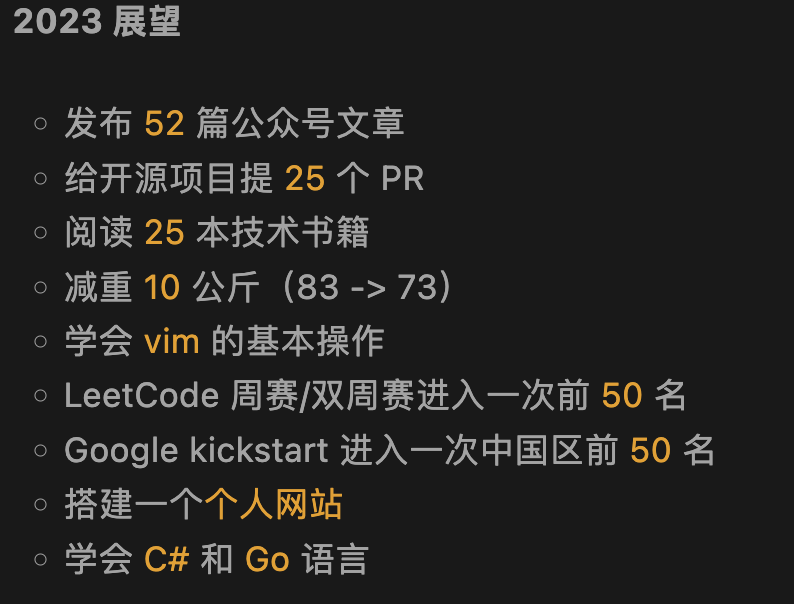 2023 展望
发布 52 篇公众号文章
给开源项目提 25 个 PR
阅读 25 本技术书籍
减重 10 公斤（83 -> 73）
学会 vim 的基本操作
LeetCode 周赛/双周赛进入一次前 50 名
Google kickstart 进入一次中国区前 50 名
搭建一个个人网站
学会 C# 和 Go 语言